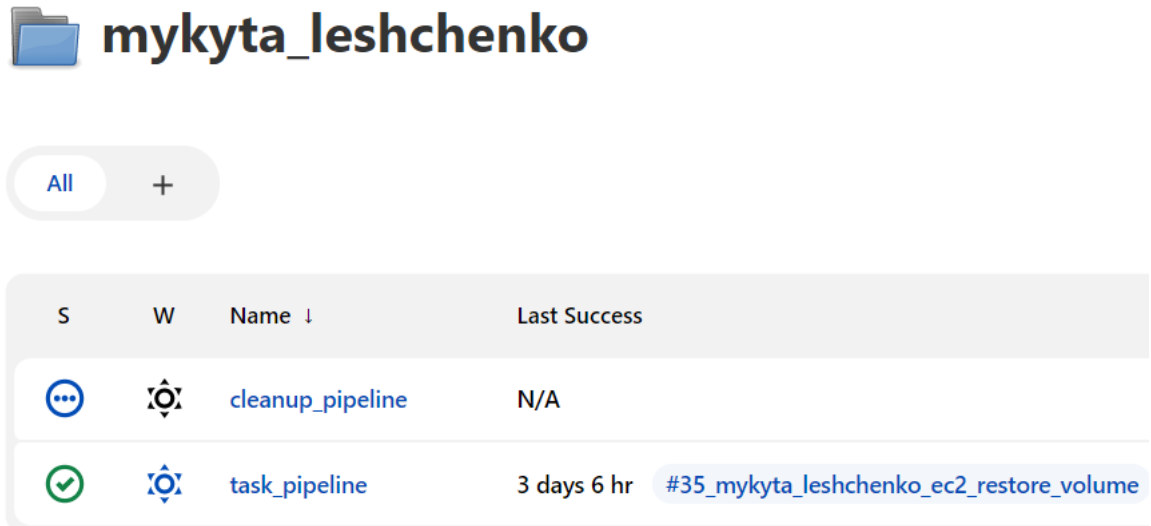 mykyta_leshchenko
All +
S W Name ↓ Last Success
cleanup_pipeline N/A
task_pipeline 3 days 6 hr #35_mykyta_leshchenko_ec2_restore_volume